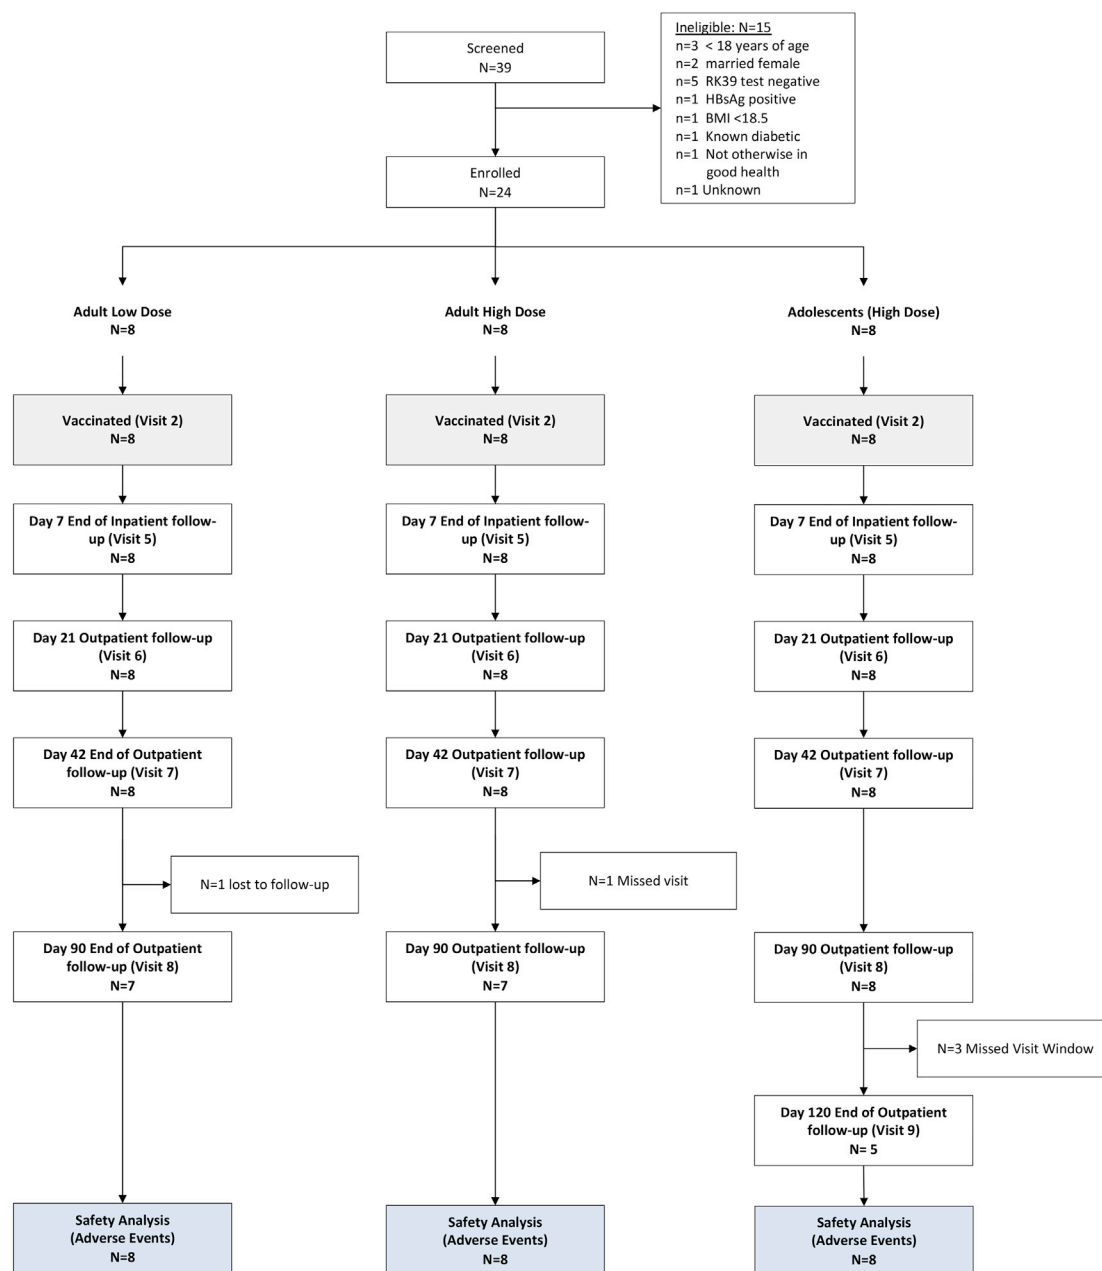 Screened
N=39
Ineligible: N=15
n=3 < 18 years of age
n=2 married female
n=5 RK39 test negative
n=1 HBsAg positive
n=1 BMI <18.5
n=1 Known diabetic
n=1 Not otherwise in
good health
n=1 Unknown
Enrolled
N=24
Adult Low Dose
N=8
Adult High Dose
N=8
Adolescents (High Dose)
N=8
Vaccinated (Visit 2)
N=8
Vaccinated (Visit 2)
N=8
Vaccinated (Visit 2)
N=8
Day 7 End of Inpatient follow-
up (Visit 5)
N=8
Day 7 End of Inpatient follow-
up (Visit 5)
N=8
Day 7 End of Inpatient follow-
up (Visit 5)
N=8
Day 21 Outpatient follow-up
(Visit 6)
N=8
Day 21 Outpatient follow-up
(Visit 6)
N=8
Day 21 Outpatient follow-up
(Visit 6)
N=8
Day 42 End of Outpatient
follow-up (Visit 7)
N=8
Day 42 Outpatient follow-up
(Visit 7)
N=8
Day 42 Outpatient follow-up
(Visit 7)
N=8
N=1 lost to follow-up
N=1 Missed visit
Day 90 End of Outpatient
follow-up (Visit 8)
N=7
Day 90 Outpatient follow-up
(Visit 8)
N=7
Day 90 Outpatient follow-up
(Visit 8)
N=8
N=3 Missed Visit Window
Day 120 End of Outpatient
follow-up (Visit 9)
N= 5
Safety Analysis
(Adverse Events)
N=8
Safety Analysis
(Adverse Events)
N=8
Safety Analysis
(Adverse Events)
N=8